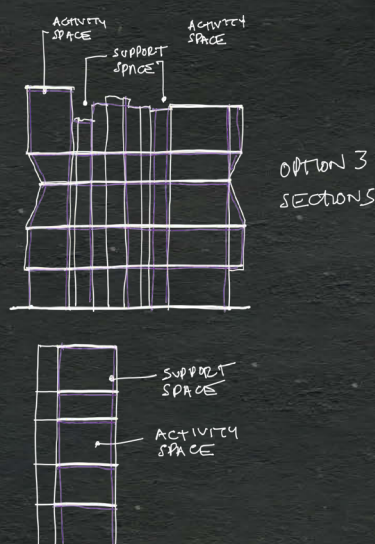 ACTIVITY
SPACE
SUPPORT
SPACE
ACTIVITY
SPACE
OPTION 3
SECTIONS
SUPPORT
SPACE
ACTIVITY
SPACE